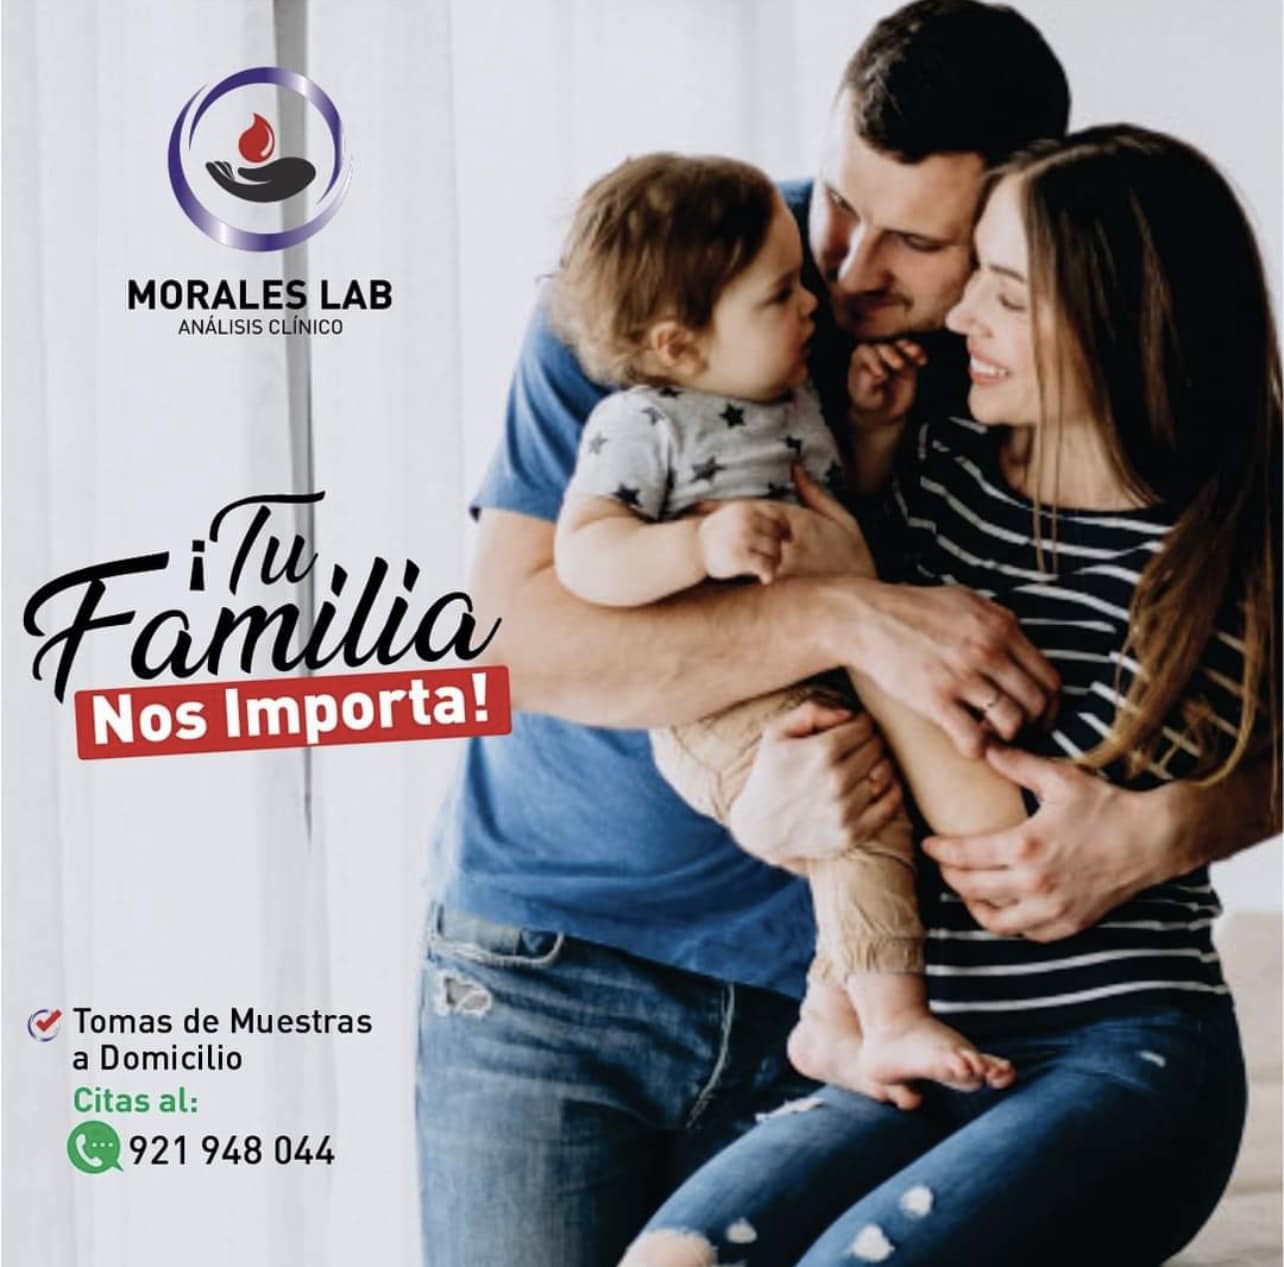 MORALES LAB
ANÁLISIS CLÍNICO
¡Tu
Familia
Nos Importa!
Tomas de Muestras
a Domicilio
Citas al:
921 948 044